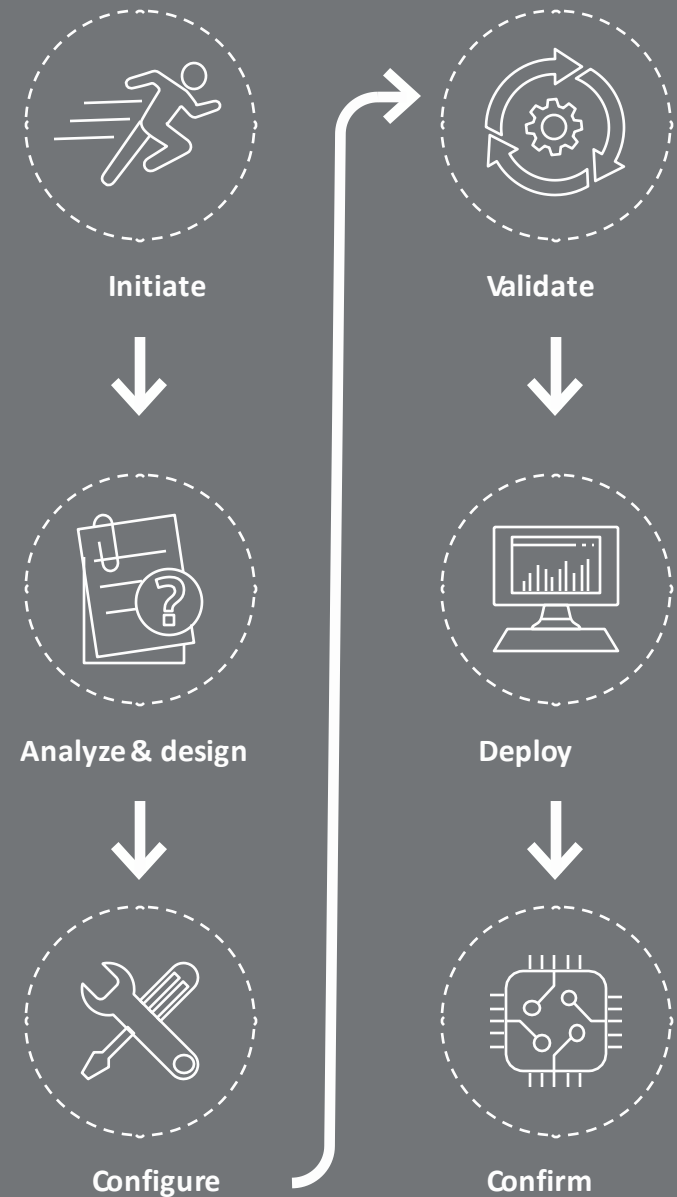 Initiate
Analyze & design
Configure
Validate
Deploy
Confirm